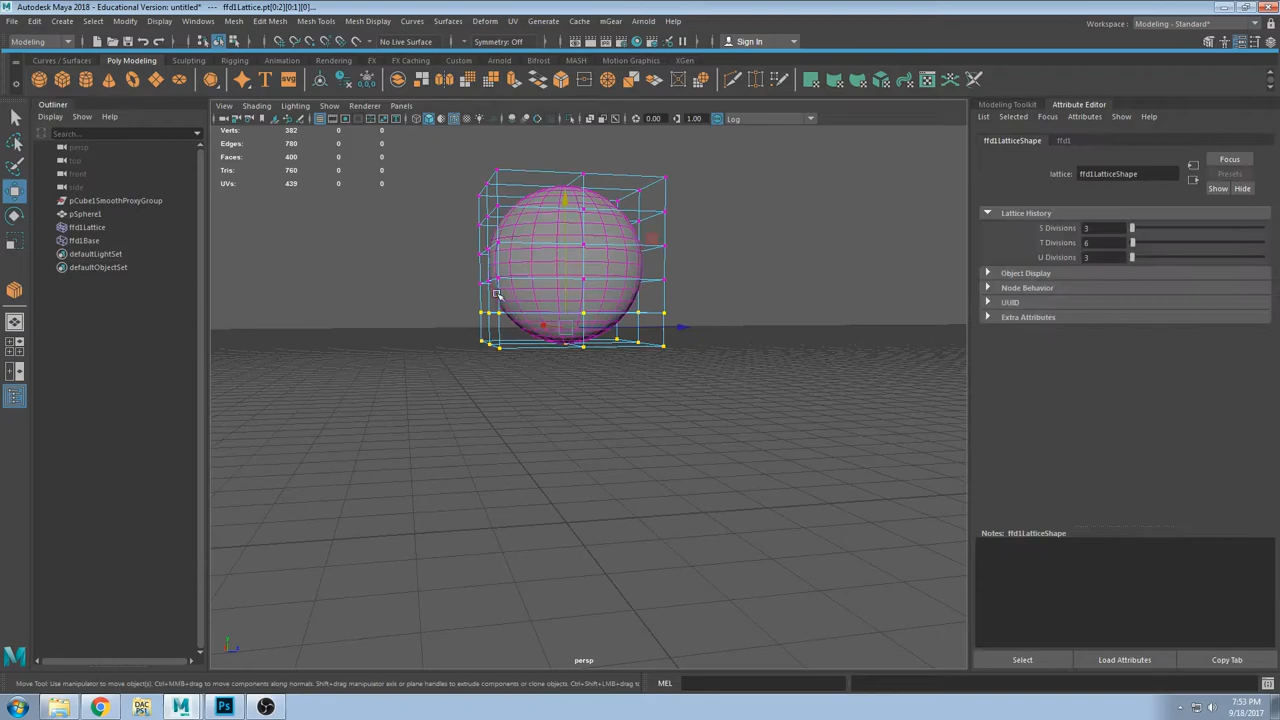 Autodesk Maya 2018 - Educational Version: untitled*   ---   ffd1Lattice.pt[0:2][0:1][0]...
File Edit Create Select Modify Display Windows Mesh Edit Mesh Mesh Tools Mesh Display Curves Surfaces Deform UV Generate Cache mGear Arnold Help
Workspace : Modeling - Standard*
Modeling No Live Surface Symmetry: Off Sign In
Curves / Surfaces Poly Modeling Sculpting Rigging Animation Rendering FX FX Caching Custom Arnold Bifrost MASH Motion Graphics XGen
Outliner
Display Show Help
Search...
persp
top
front
side
pCube1SmoothProxyGroup
pSphere1
ffd1Lattice
ffd1Base
defaultLightSet
defaultObjectSet
View Shading Lighting Show Renderer Panels
0.00 1.00 Log
Verts: 382 0 0
Edges: 780 0 0
Faces: 400 0 0
Tris: 760 0 0
UVs: 439 0 0
persp
Modeling Toolkit Attribute Editor
List Selected Focus Attributes Show Help
ffd1LatticeShape ffd1
Focus
lattice: ffd1LatticeShape Presets
Show Hide
Lattice History
S Divisions 3
T Divisions 6
U Divisions 3
Object Display
Node Behavior
UUID
Extra Attributes
Notes: ffd1LatticeShape
Select Load Attributes Copy Tab
Move Tool: Use manipulator to move object(s). Ctrl+MMB+drag to move components along normals. Shift+drag manipulator axis or plane handles to extrude components or clone objects. Ctrl+Shift+LMB+drag to
MEL
DAC
PS1
Ps
7:53 PM
9/18/2017